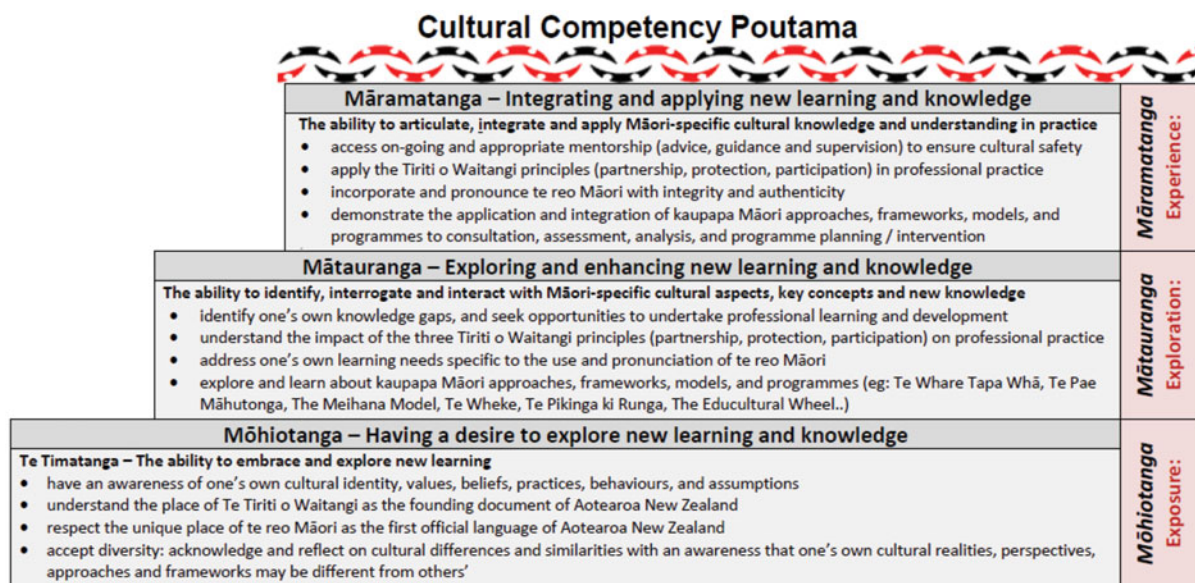 Cultural Competency Poutama
Māramatanga – Integrating and applying new learning and knowledge
The ability to articulate, integrate and apply Māori-specific cultural knowledge and understanding in practice
• access on-going and appropriate mentorship (advice, guidance and supervision) to ensure cultural safety
• apply the Tiriti o Waitangi principles (partnership, protection, participation) in professional practice
• incorporate and pronounce te reo Māori with integrity and authenticity
• demonstrate the application and integration of kaupapa Māori approaches, frameworks, models, and
programmes to consultation, assessment, analysis, and programme planning / intervention
Māramatanga
Experience:
Mātauranga – Exploring and enhancing new learning and knowledge
The ability to identify, interrogate and interact with Māori-specific cultural aspects, key concepts and new knowledge
• identify one's own knowledge gaps, and seek opportunities to undertake professional learning and development
• understand the impact of the three Tiriti o Waitangi principles (partnership, protection, participation) on professional practice
• address one's own learning needs specific to the use and pronunciation of te reo Māori
• explore and learn about kaupapa Māori approaches, frameworks, models, and programmes (eg: Te Whare Tapa Whā, Te Pae
Māhutonga, The Meihana Model, Te Wheke, Te Pikinga ki Runga, The Educultural Wheel..)
Mātauranga
Exploration:
Mōhiotanga – Having a desire to explore new learning and knowledge
Te Timatanga – The ability to embrace and explore new learning
• have an awareness of one's own cultural identity, values, beliefs, practices, behaviours, and assumptions
• understand the place of Te Tiriti o Waitangi as the founding document of Aotearoa New Zealand
• respect the unique place of te reo Māori as the first official language of Aotearoa New Zealand
• accept diversity: acknowledge and reflect on cultural differences and similarities with an awareness that one's own cultural realities, perspectives,
approaches and frameworks may be different from others'
Mōhiotanga
Exposure: